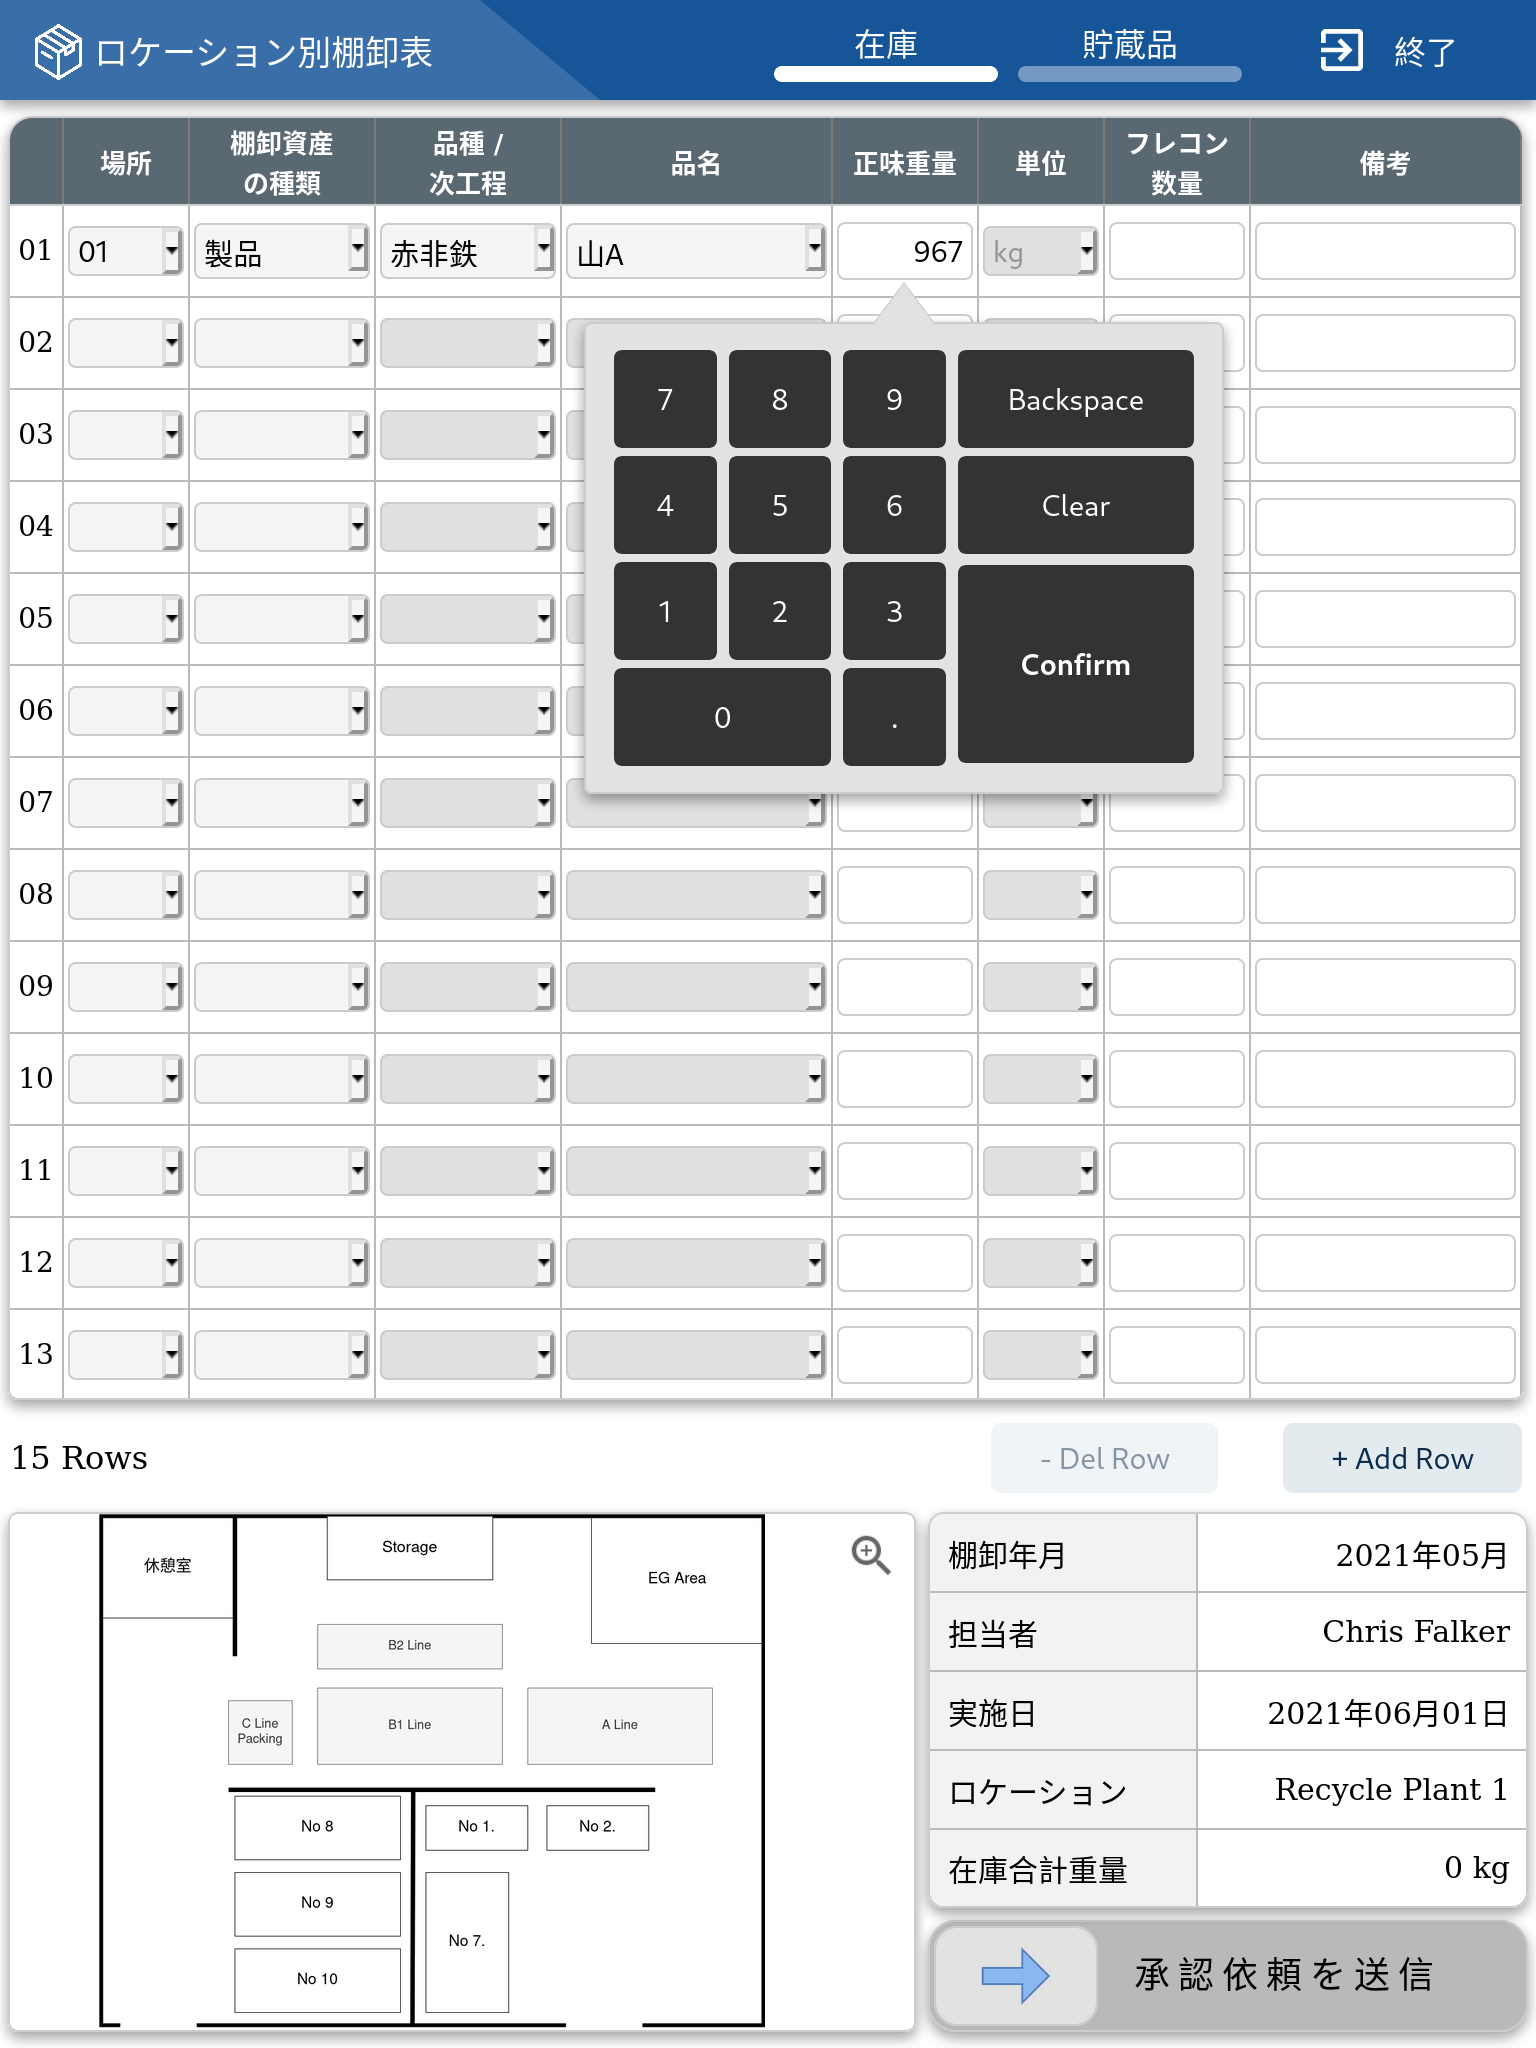 ロケーション別棚卸表
在庫
貯蔵品
終了
場所
棚卸資産
の種類
品種 /
次工程
品名
正味重量
単位
フレコン
数量
備考
01
01
製品
赤非鉄
山A
967
kg
02
03
04
05
06
07
08
09
10
11
12
13
7
8
9
Backspace
4
5
6
Clear
1
2
3
Confirm
0
.
15 Rows
- Del Row
+ Add Row
休憩室
Storage
EG Area
B2 Line
C Line
Packing
B1 Line
A Line
No 8
No 1.
No 2.
No 9
No 7.
No 10
棚卸年月
2021年05月
担当者
Chris Falker
実施日
2021年06月01日
ロケーション
Recycle Plant 1
在庫合計重量
0 kg
承認依頼を送信